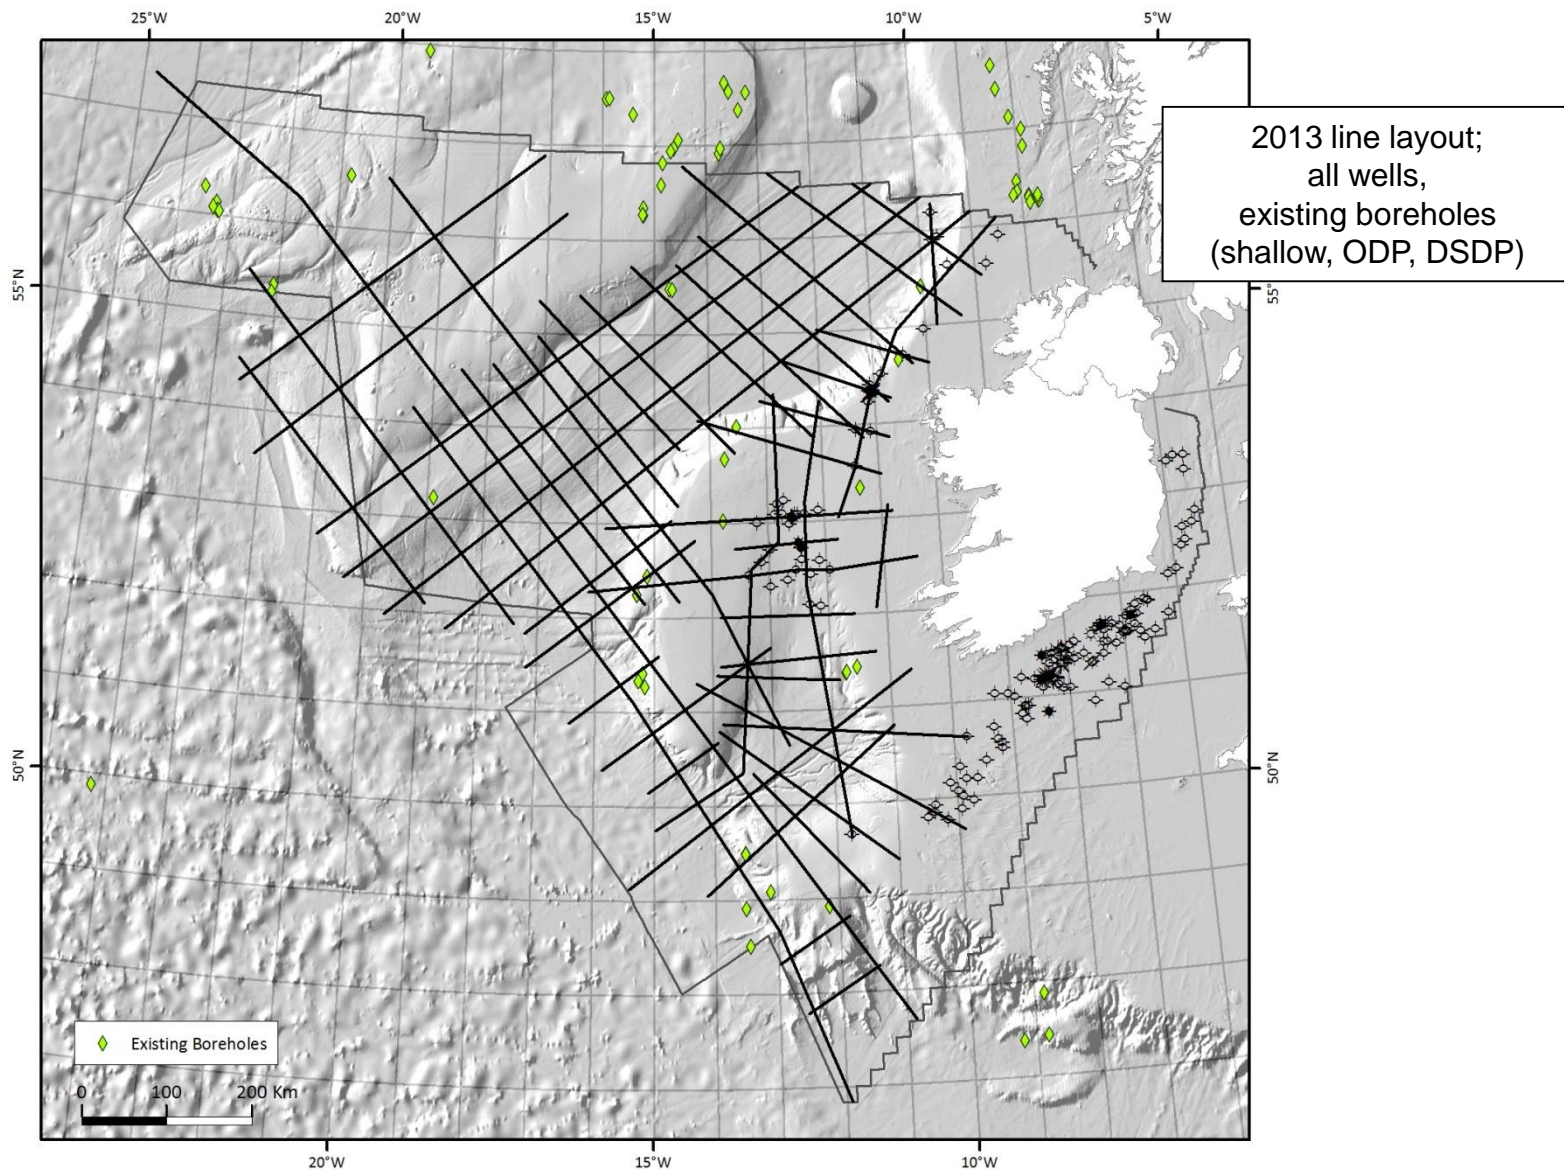 25°W 20°W 15°W 10°W 5°W
2013 line layout;
all wells,
existing boreholes
(shallow, ODP, DSDP)
55°N 55°N
50°N 50°N
Existing Boreholes
0 100 200 Km
20°W 15°W 10°W